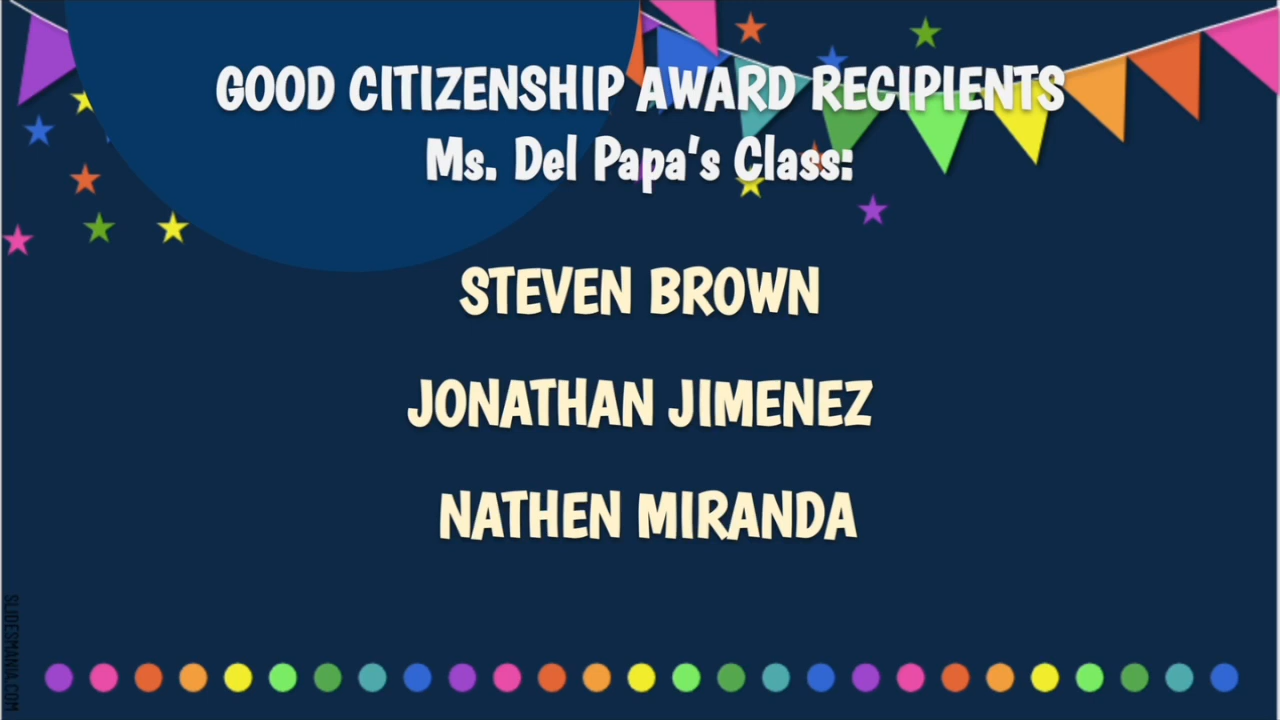 GOOD CITIZENSHIP AWARD RECIPIENTS
Ms. Del Papa's Class:
STEVEN BROWN
JONATHAN JIMENEZ
NATHEN MIRANDA
SLIDESMANIA.COM